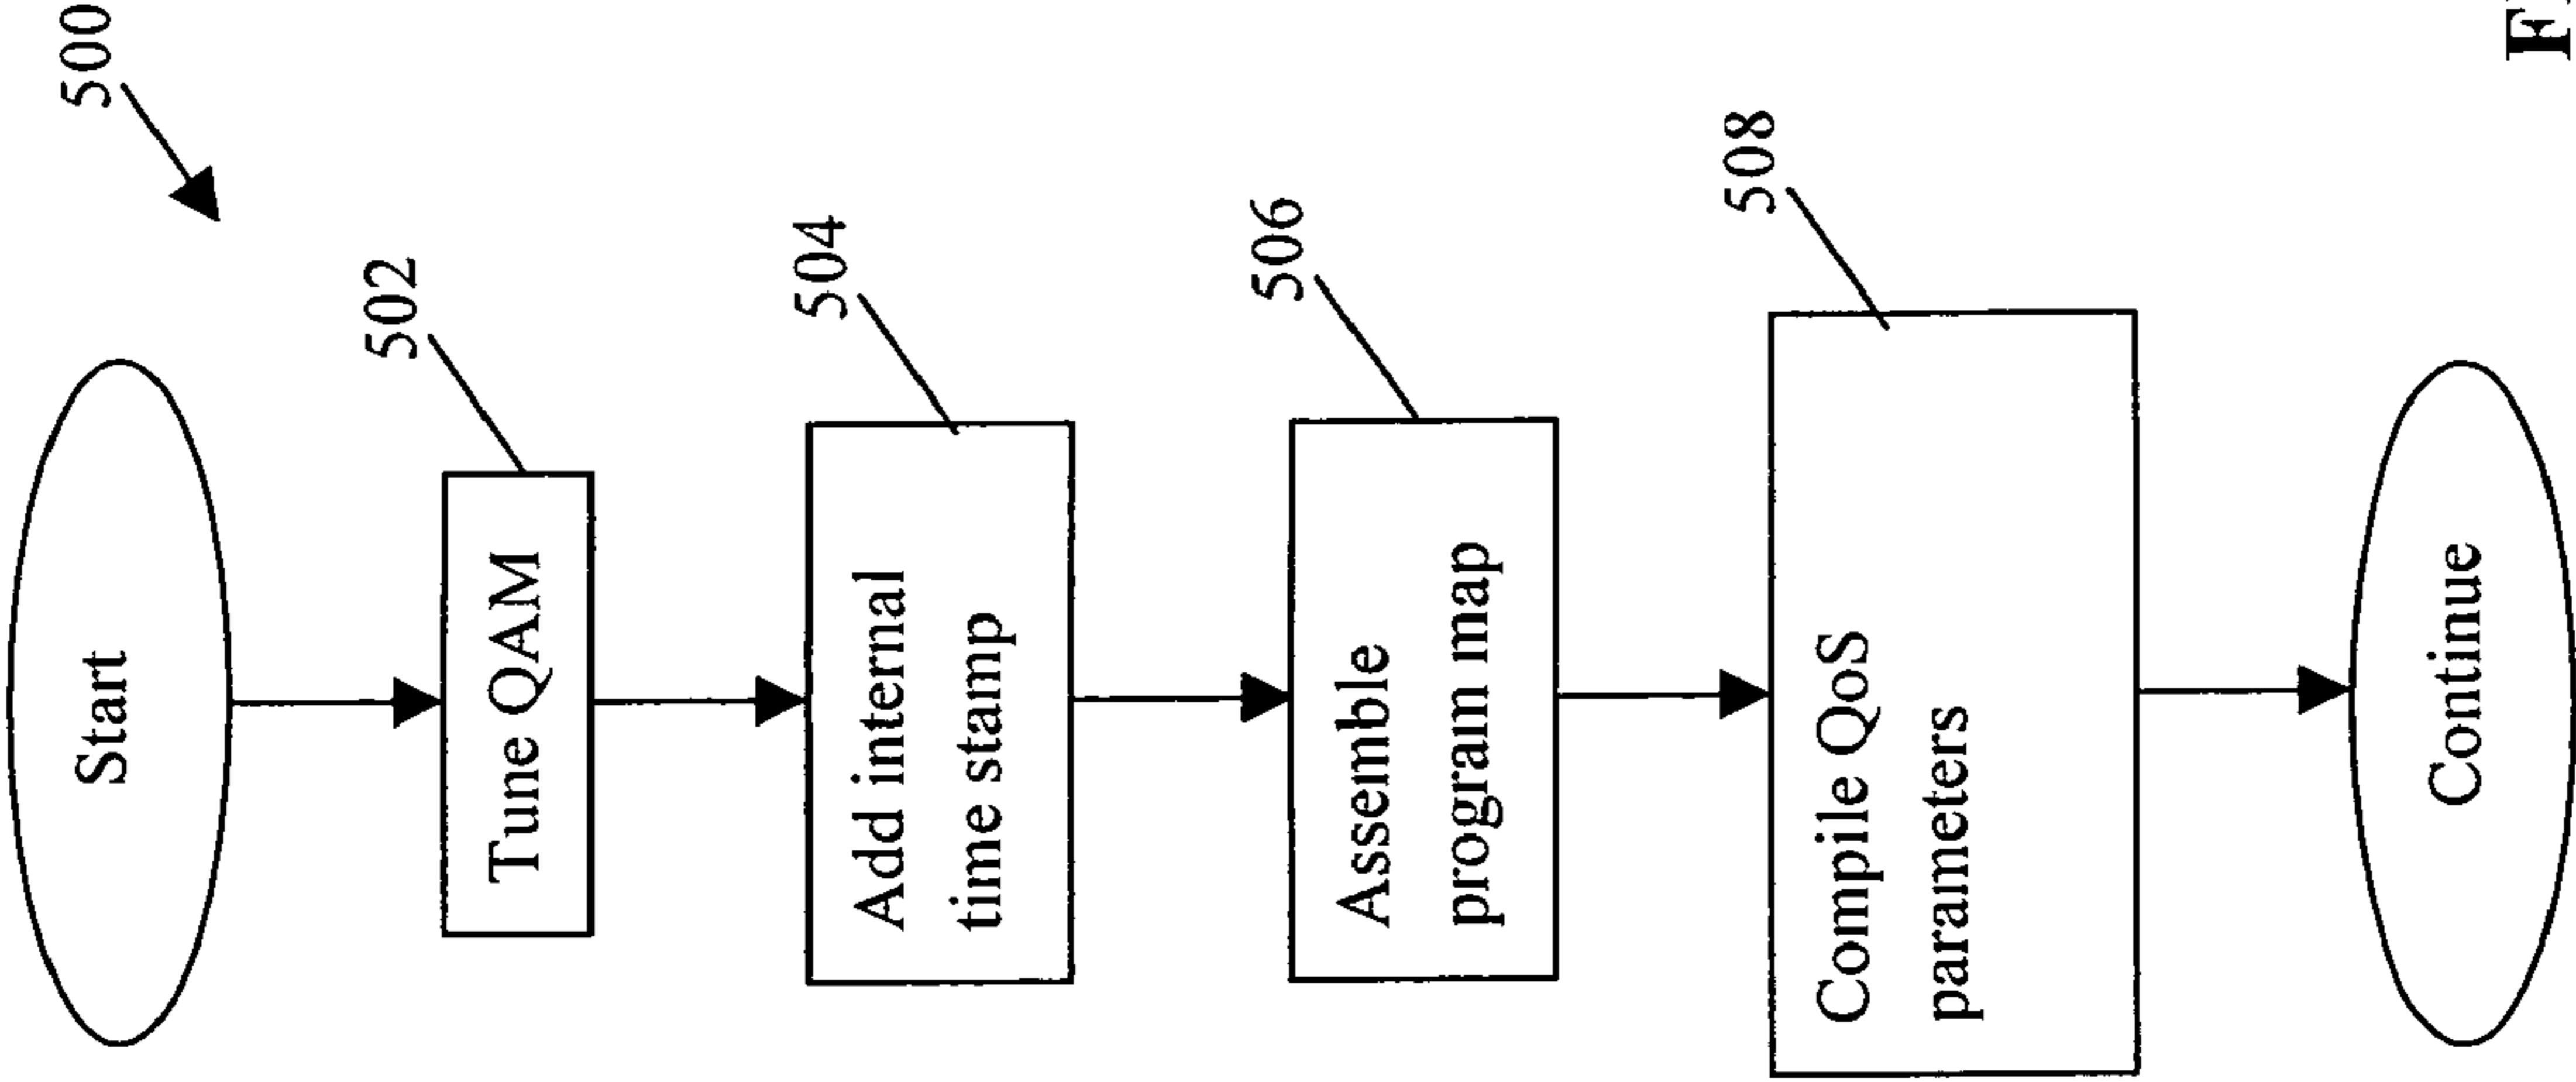 500
Start
502
Tune QAM
504
Add internal
time stamp
506
Assemble
program map
508
Compile QoS
parameters
Continue